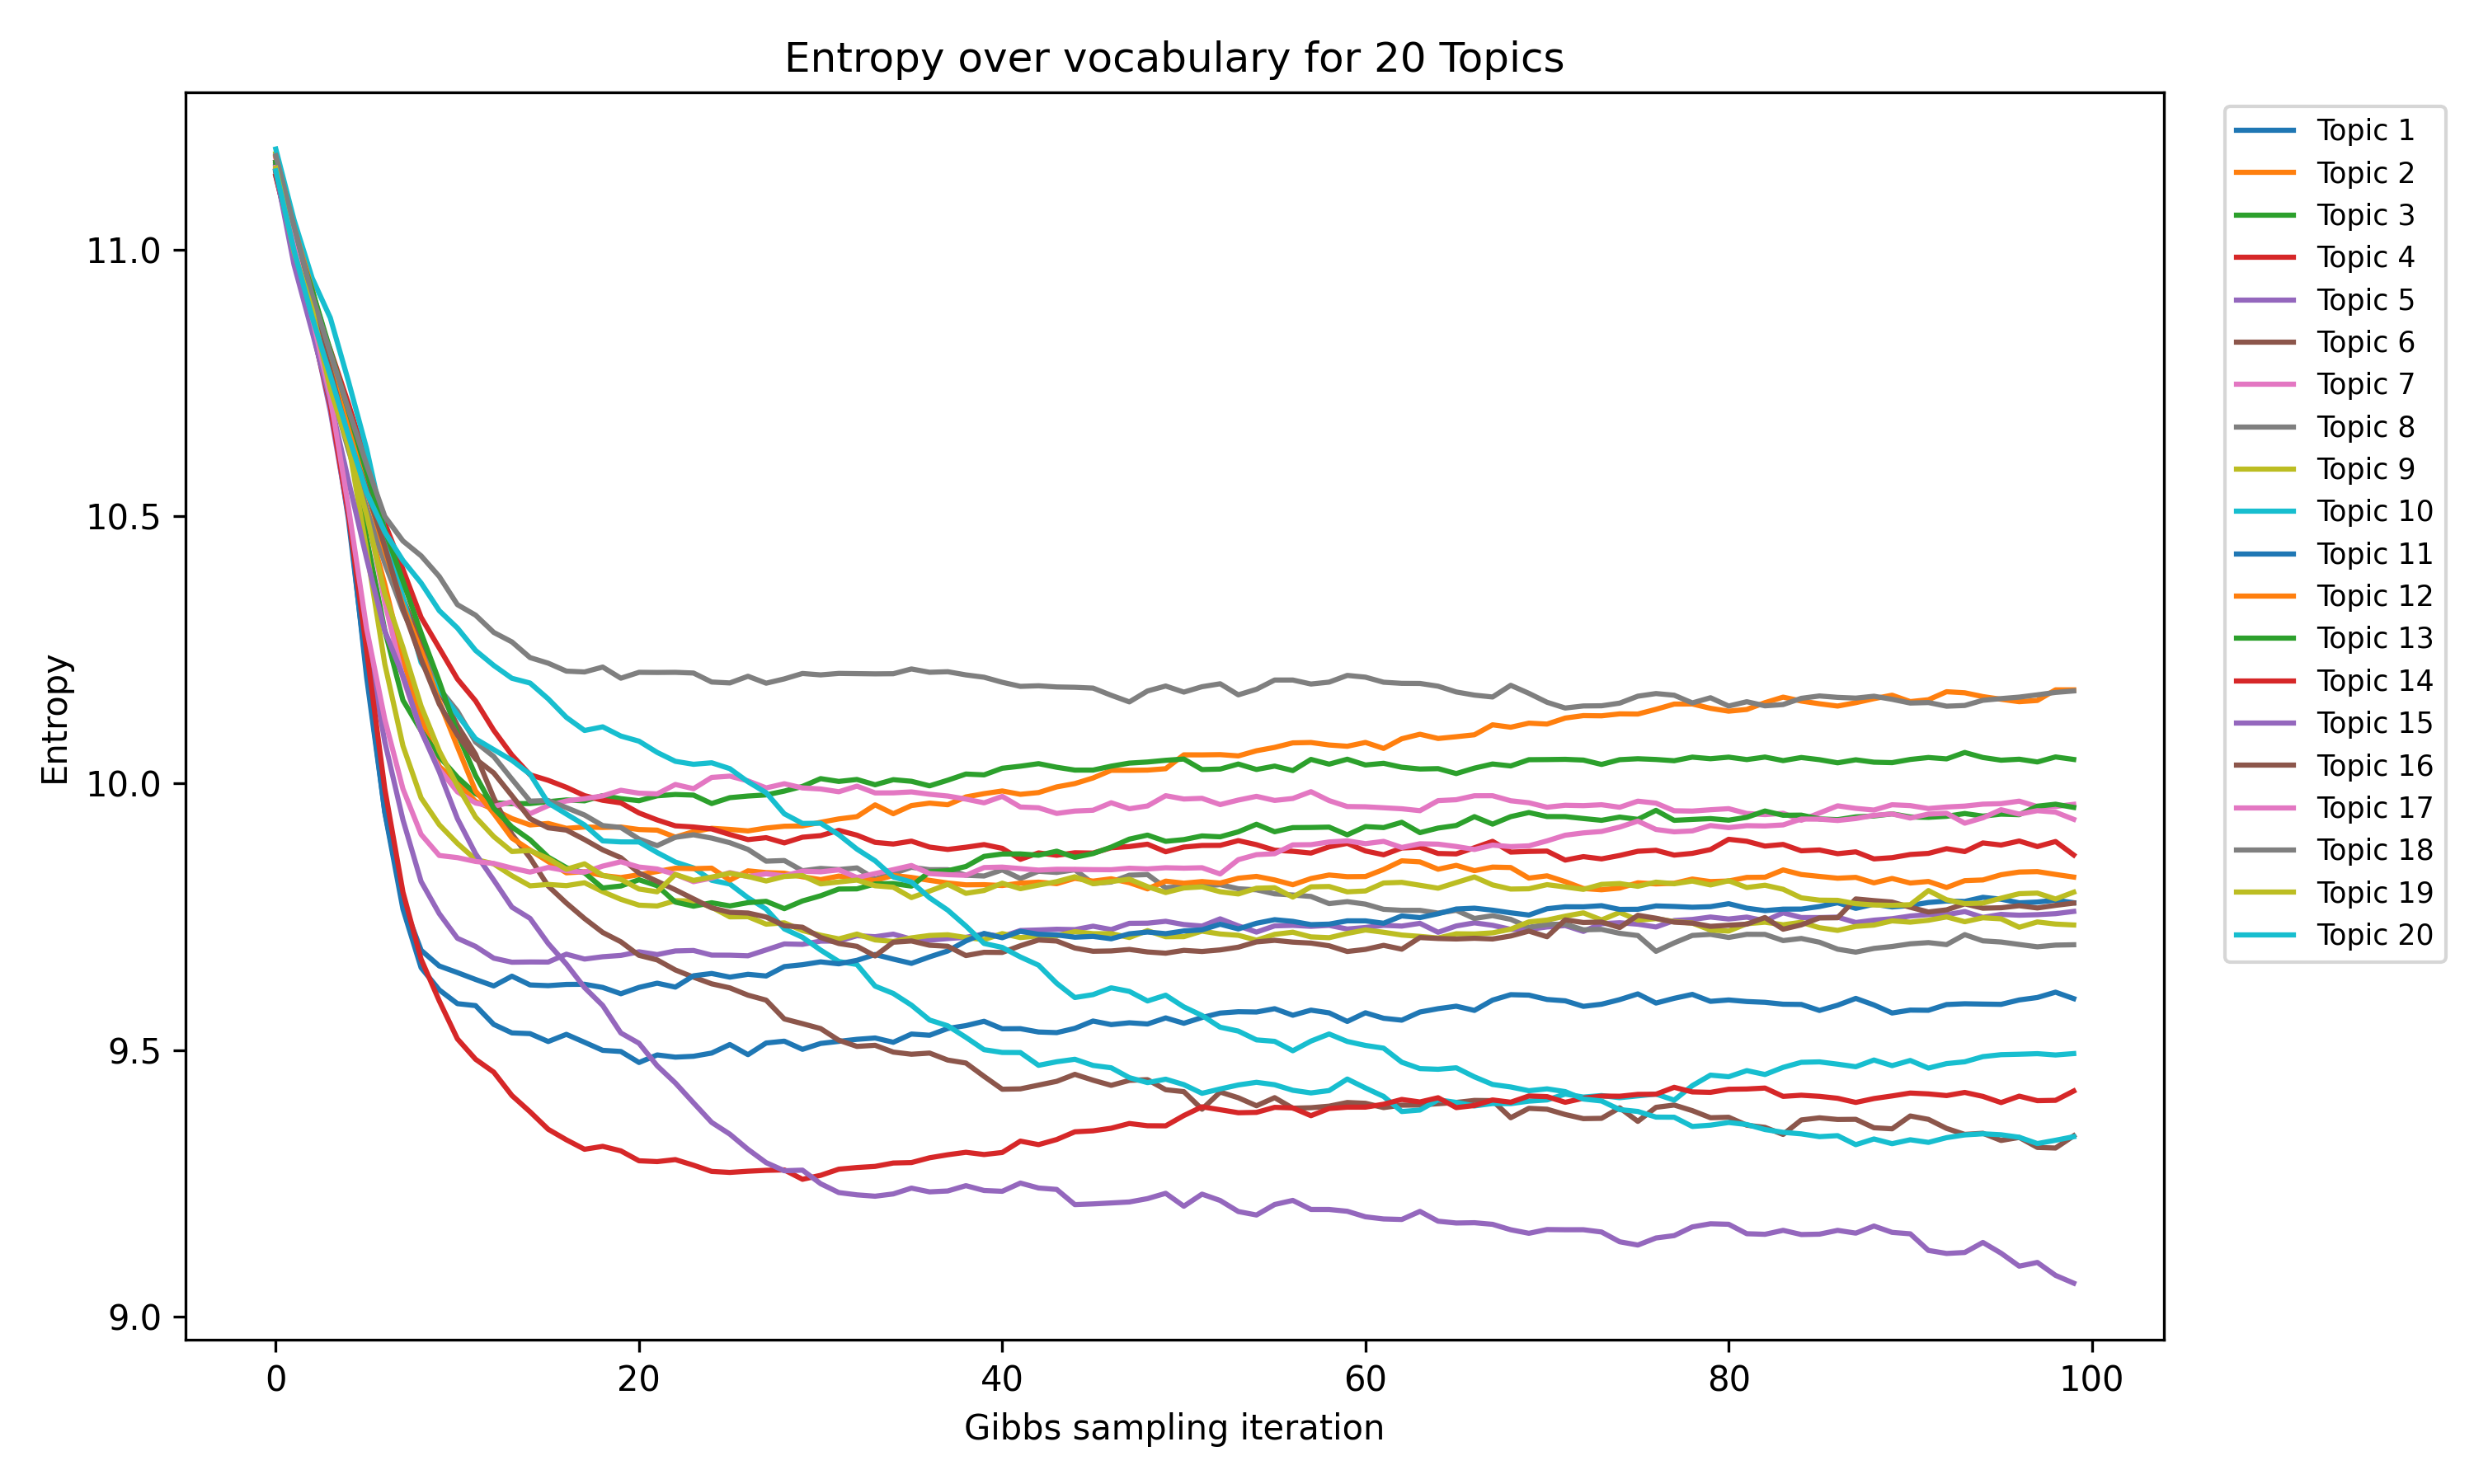 Entropy over vocabulary for 20 Topics
Entropy
11.0
10.5
10.0
9.5
9.0
0 20 40 60 80 100
Gibbs sampling iteration
Topic 1
Topic 2
Topic 3
Topic 4
Topic 5
Topic 6
Topic 7
Topic 8
Topic 9
Topic 10
Topic 11
Topic 12
Topic 13
Topic 14
Topic 15
Topic 16
Topic 17
Topic 18
Topic 19
Topic 20